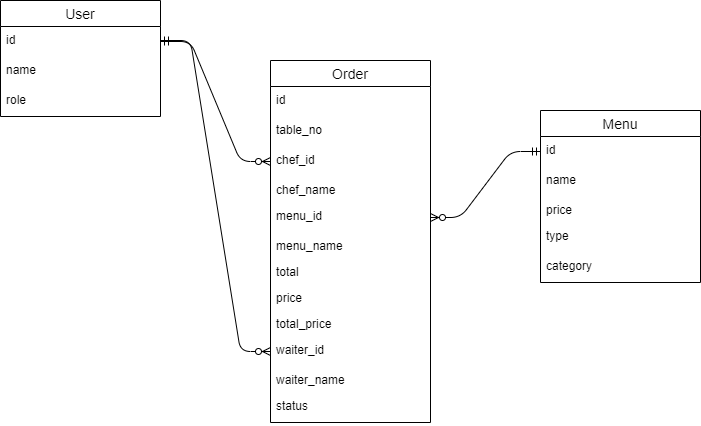 User
id
name
role
Order
id
table_no
chef_id
chef_name
menu_id
menu_name
total
price
total_price
waiter_id
waiter_name
status
Menu
id
name
price
type
category